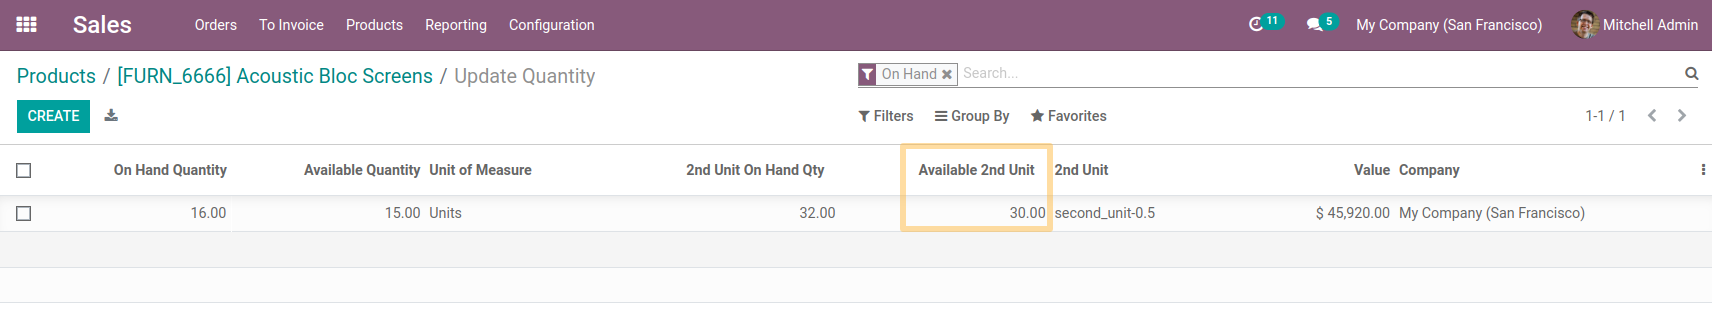 Sales Orders To Invoice Products Reporting Configuration 11 5 My Company (San Francisco) Mitchell Admin
Products / [FURN_6666] Acoustic Bloc Screens / Update Quantity On Hand Search...
CREATE Filters Group By Favorites 1-1 / 1
On Hand Quantity Available Quantity Unit of Measure 2nd Unit On Hand Qty Available 2nd Unit 2nd Unit Value Company
16.00 15.00 Units 32.00 30.00 second_unit-0.5 $ 45,920.00 My Company (San Francisco)